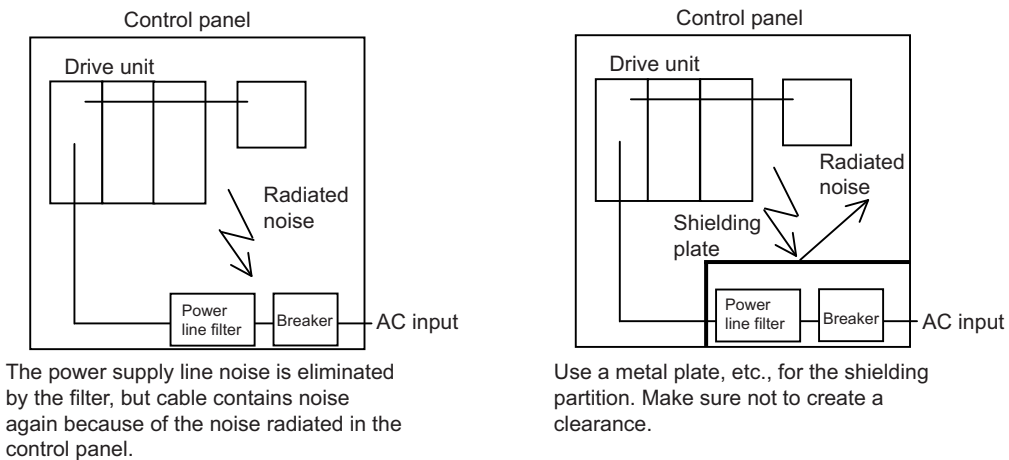 Control panel
Drive unit
Radiated
noise
Power
line filter
Breaker
AC input
The power supply line noise is eliminated
by the filter, but cable contains noise
again because of the noise radiated in the
control panel.
Control panel
Drive unit
Radiated
noise
Shielding
plate
Power
line filter
Breaker
AC input
Use a metal plate, etc., for the shielding
partition. Make sure not to create a
clearance.